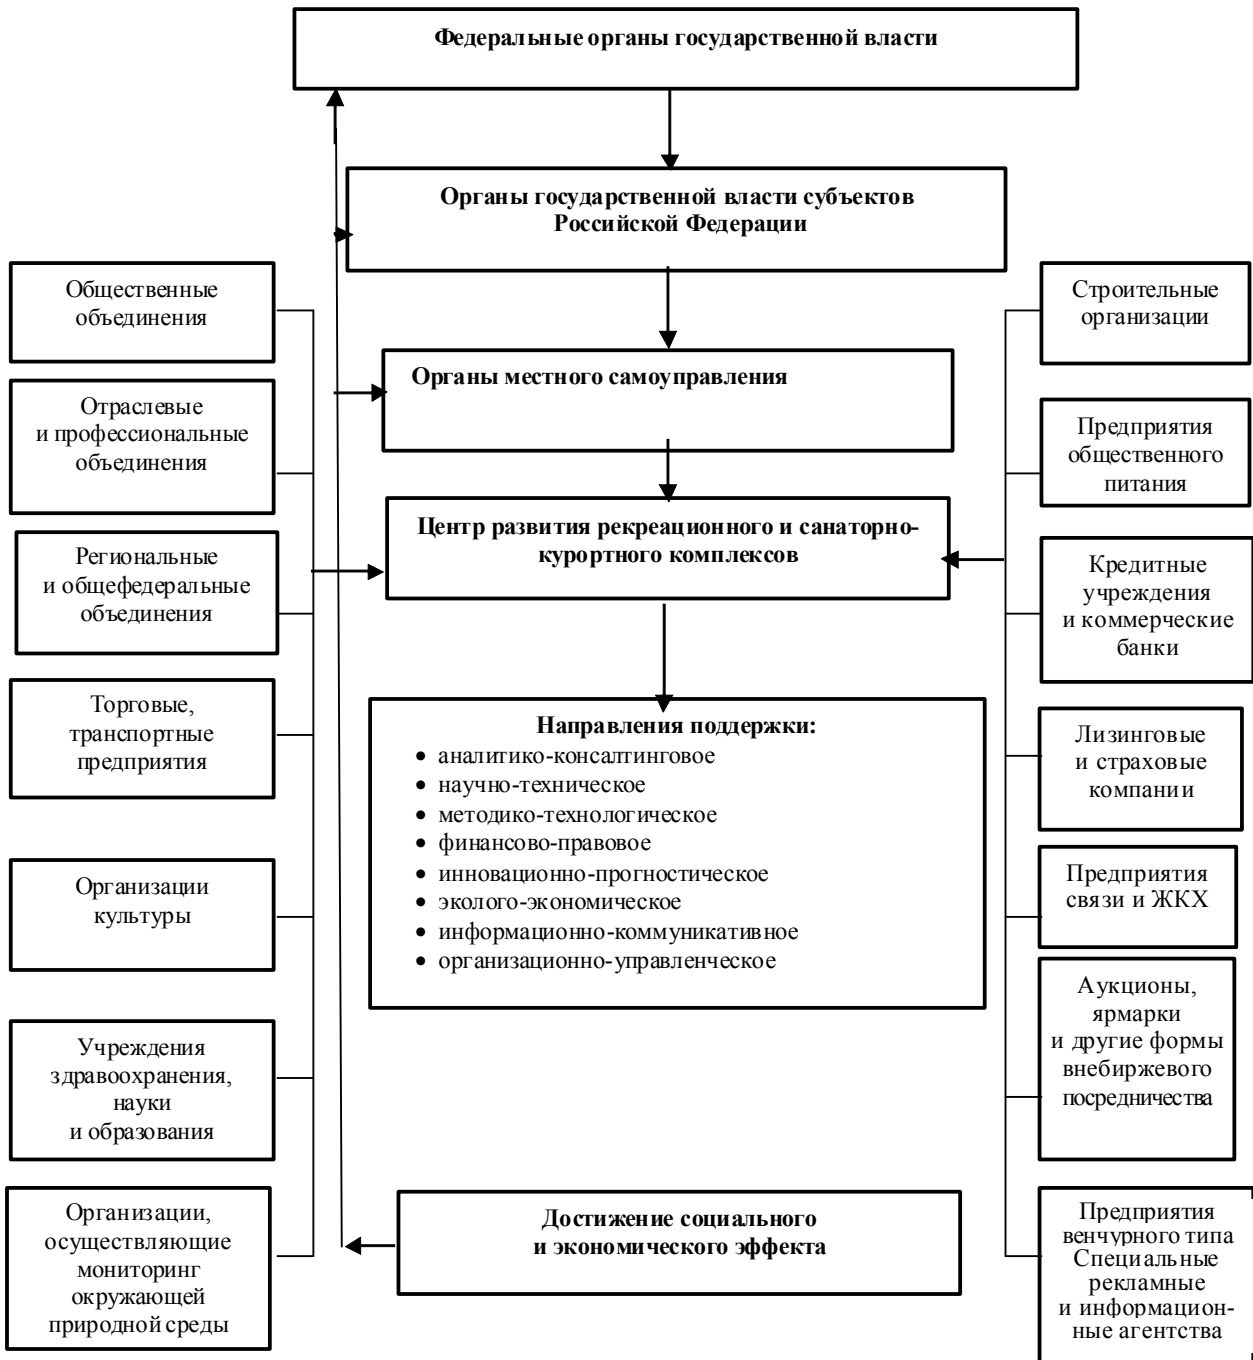 Федеральные органы государственной власти
Органы государственной власти субъектов
Российской Федерации
Органы местного самоуправления
Центр развития рекреационного и санаторно-
курортного комплексов
Направления поддержки:
• аналитико-консалтинговое
• научно-техническое
• методико-технологическое
• финансово-правовое
• инновационно-прогностическое
• эколого-экономическое
• информационно-коммуникативное
• организационно-управленческое
Достижение социального
и экономического эффекта
Общественные
объединения
Отраслевые
и профессиональные
объединения
Региональные
и общефедеральные
объединения
Торговые,
транспортные
предприятия
Организации
культуры
Учреждения
здравоохранения,
науки
и образования
Организации,
осуществляющие
мониторинг
окружающей
природной среды
Строительные
организации
Предприятия
общественного
питания
Кредитные
учреждения
и коммерческие
банки
Лизинговые
и страховые
компании
Предприятия
связи и ЖКХ
Аукционы,
ярмарки
и другие формы
внебиржевого
посредничества
Предприятия
венчурного типа
Специальные
рекламные
и информацион-
ные агентства